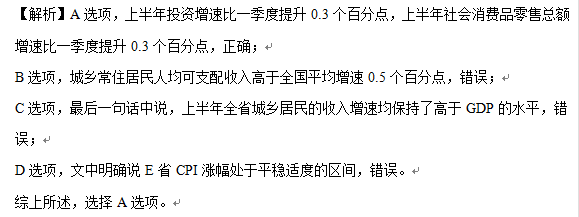 【解析】A 选项，上半年投资增速比一季度提升 0.3 个百分点，上半年社会消费品零售总额
增速比一季度提升 0.3 个百分点，正确；
B 选项，城乡常住居民人均可支配收入高于全国平均增速 0.5 个百分点，错误；
C 选项，最后一句话中说，上半年全省城乡居民的收入增速均保持了高于 GDP 的水平，错
误；
D 选项，文中明确说 E 省 CPI 涨幅处于平稳适度的区间，错误。
综上所述，选择 A 选项。